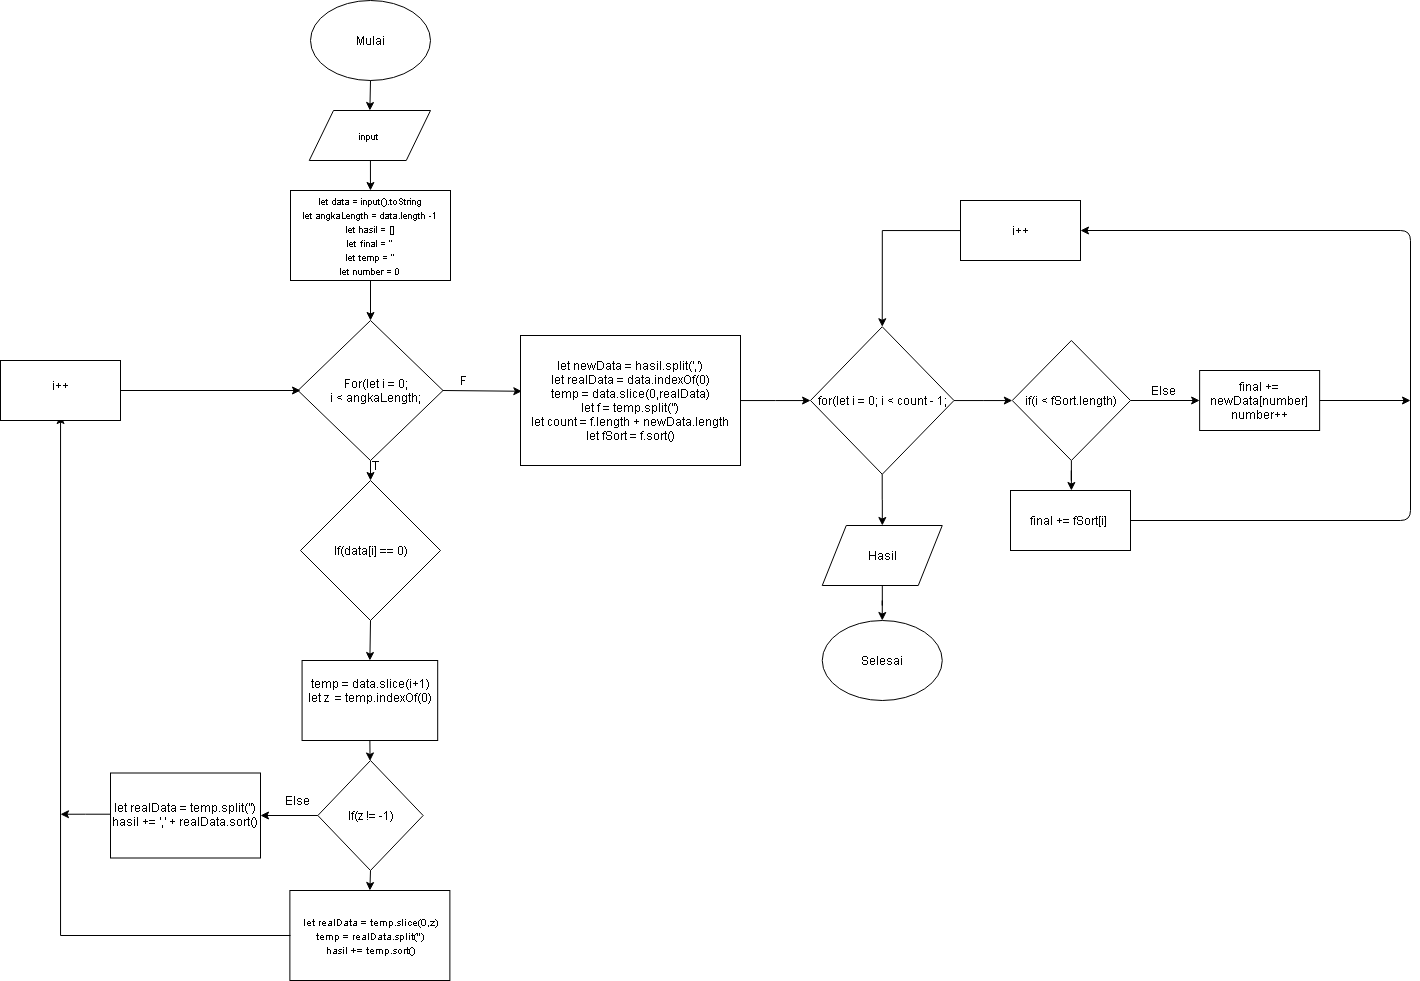 Mulai
input
let data = input().toString
let angkaLength = data.length -1
let hasil = []
let final = ''
let temp = ''
let number = 0
For(let i = 0;
i < angkaLength;
F
T
i++
If(data[i] == 0)
temp = data.slice(i+1)
let z = temp.indexOf(0)
If(z != -1)
Else
let realData = temp.split('')
hasil += ',' + realData.sort()
let realData = temp.slice(0,z)
temp = realData.split('')
hasil += temp.sort()
let newData = hasil.split(',')
let realData = data.indexOf(0)
temp = data.slice(0,realData)
let f = temp.split('')
let count = f.length + newData.length
let fSort = f.sort()
for(let i = 0; i < count - 1;
i++
if(i < fSort.length)
Else
final +=
newData[number]
number++
final += fSort[i]
Hasil
Selesai